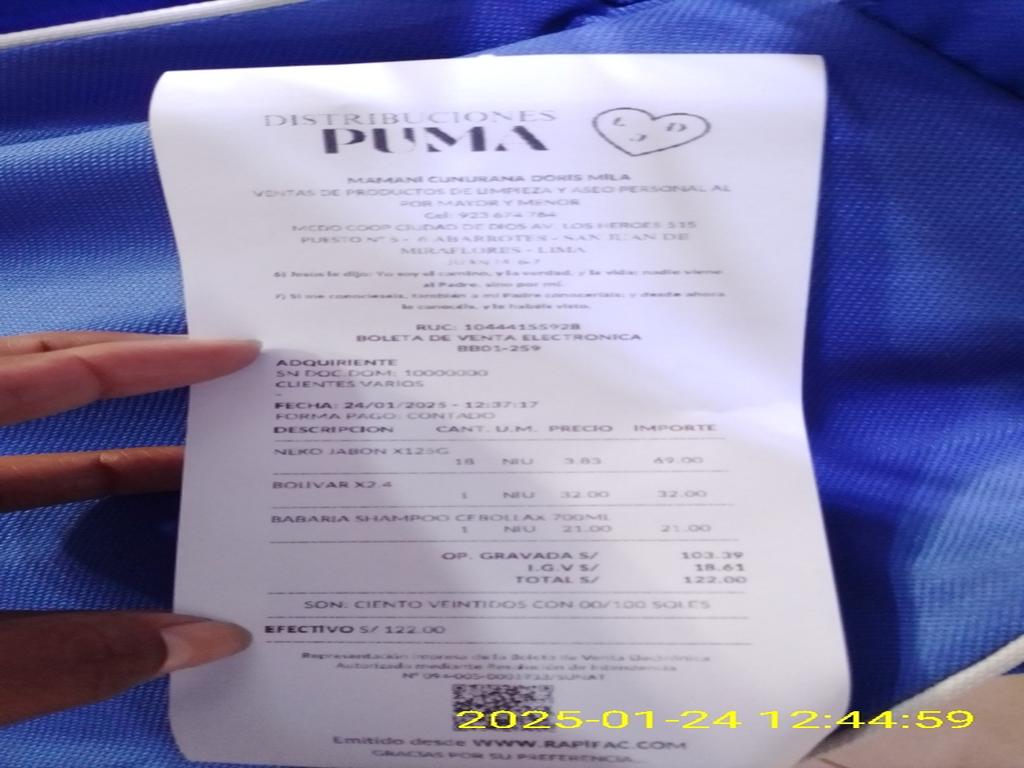 DISTRIBUCIONES
PUMA
L J D
MAMANI CUNURANA DORIS MILA
VENTAS DE PRODUCTOS DE LIMPIEZA Y ASEO PERSONAL AL
POR MAYOR Y MENOR
Cel: 923 674 784
MCDO COOP CIUDAD DE DIOS AV. LOS HEROES 515
PUESTO N° 5 - 6 ABARROTES - SAN JUAN DE
MIRAFLORES - LIMA
JUAN 14: 6-7
6) Jesús le dijo: Yo soy el camino, y la verdad, y la vida; nadie viene
al Padre, sino por mí.
7) Si me conocieseis, también a mi Padre conoceríais; y desde ahora
le conocéis, y le habéis visto.
RUC: 10444155928
BOLETA DE VENTA ELECTRONICA
BB01-259
ADQUIRIENTE
SN DOC.DOM: 10000000
CLIENTES VARIOS
-
FECHA: 24/01/2025 - 12:37:17
FORMA PAGO: CONTADO
DESCRIPCION CANT. U.M. PRECIO IMPORTE
NEKO JABON X125G
18 NIU 3.83 69.00
BOLIVAR X2.4
1 NIU 32.00 32.00
BABARIA SHAMPOO CEBOLLAX 700ML
1 NIU 21.00 21.00
OP. GRAVADA S/ 103.39
I.G.V S/ 18.61
TOTAL S/ 122.00
SON: CIENTO VEINTIDOS CON 00/100 SOLES
EFECTIVO S/ 122.00
Representación impresa de la Boleta de Venta Electrónica
Autorizado mediante Resolución de Intendencia
N° 094-005-0001933/SUNAT
Emitido desde WWW.RAPIFAC.COM
GRACIAS POR SU PREFERENCIA.
2025-01-24 12:44:59